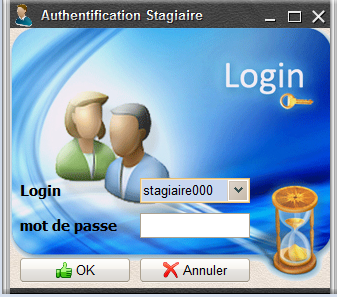 Authentification Stagiaire
Login
Login stagiaire000
mot de passe
OK Annuler